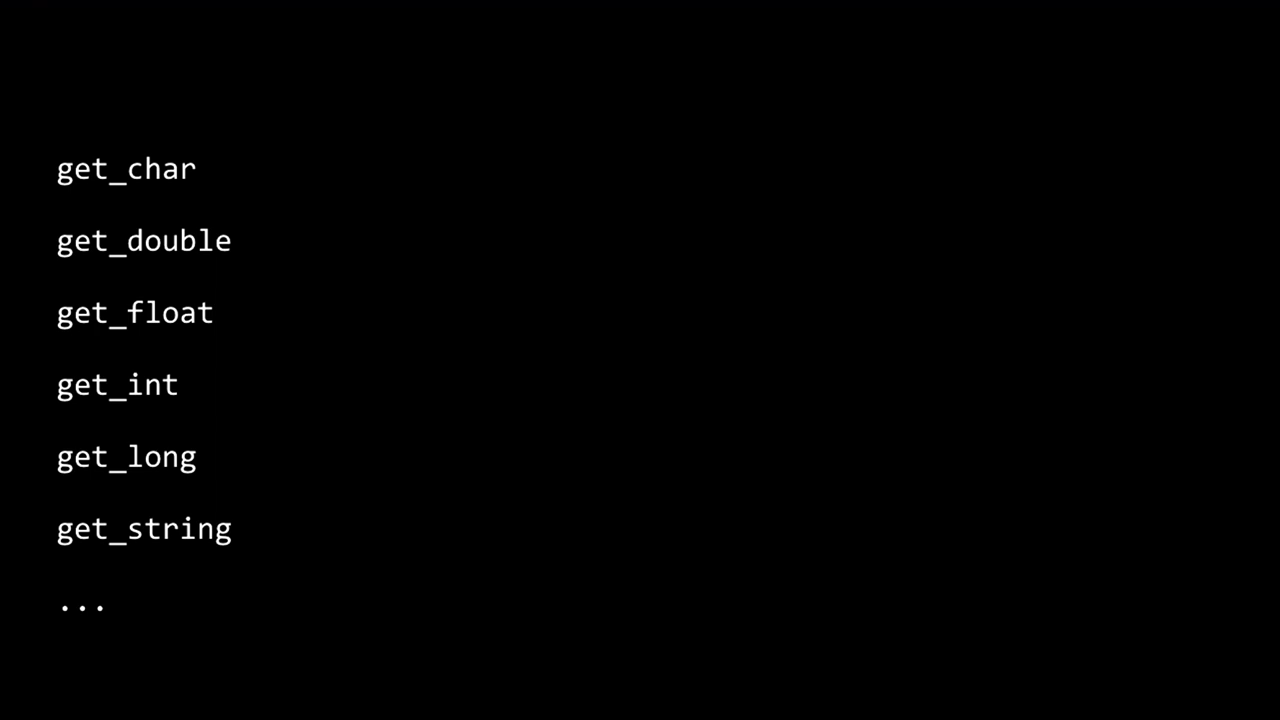 get_char
get_double
get_float
get_int
get_long
get_string
...